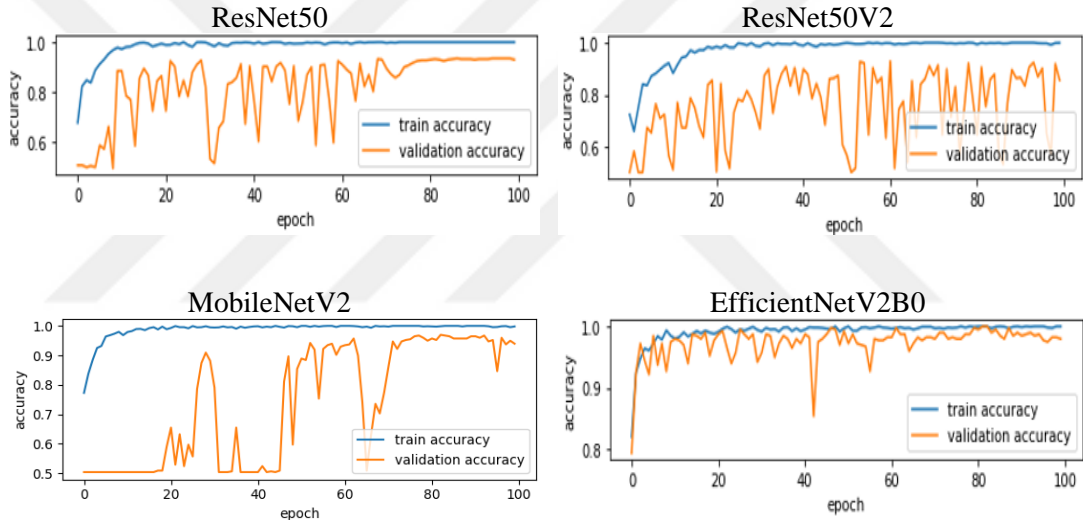 ResNet50
1.0
0.8
0.6
accuracy
train accuracy
validation accuracy
0 20 40 60 80 100
epoch
ResNet50V2
1.0
0.8
0.6
accuracy
train accuracy
validation accuracy
0 20 40 60 80 100
epoch
MobileNetV2
1.0
0.9
0.8
0.7
0.6
0.5
accuracy
train accuracy
validation accuracy
0 20 40 60 80 100
epoch
EfficientNetV2B0
1.0
0.9
0.8
accuracy
train accuracy
validation accuracy
0 20 40 60 80 100
epoch